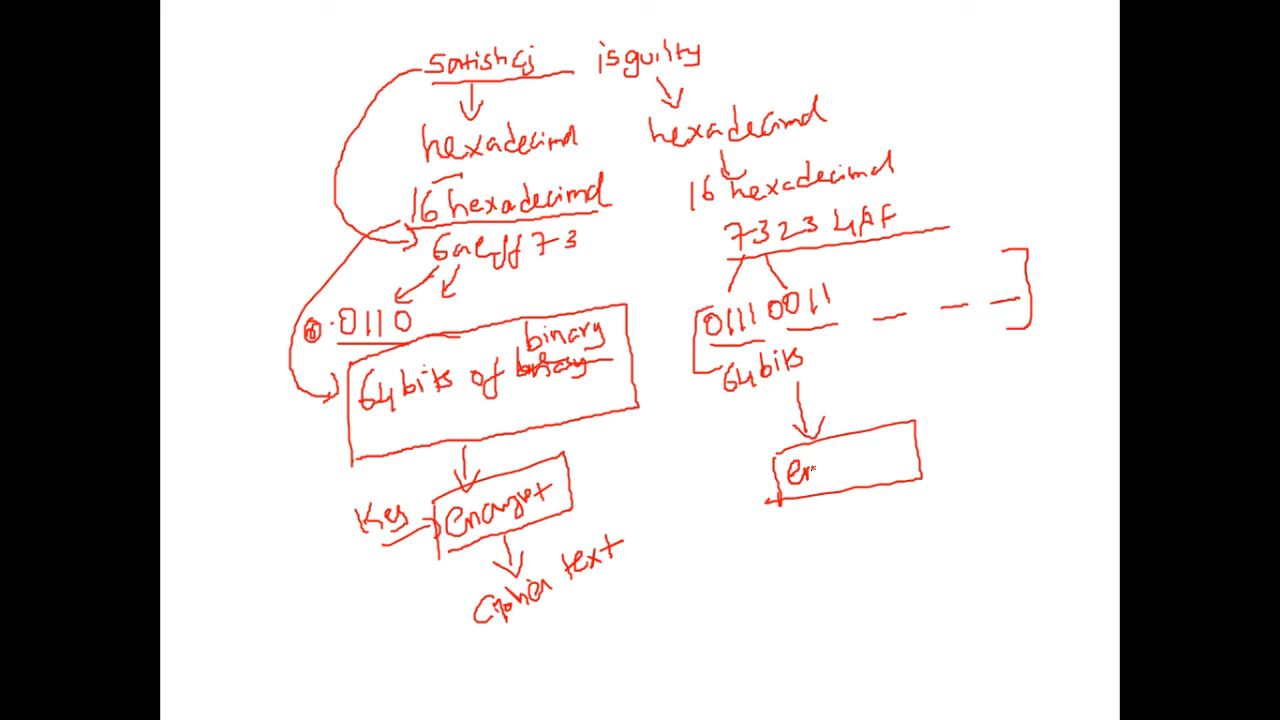 Satishcj isguilty
hexadecimal hexadecimal
16 hexadecimal 16 hexadecimal
6aeff73 7323 4AF
0110 0111 0011
64 bits of binary 64 bits
Key encrypt en
Cipher text